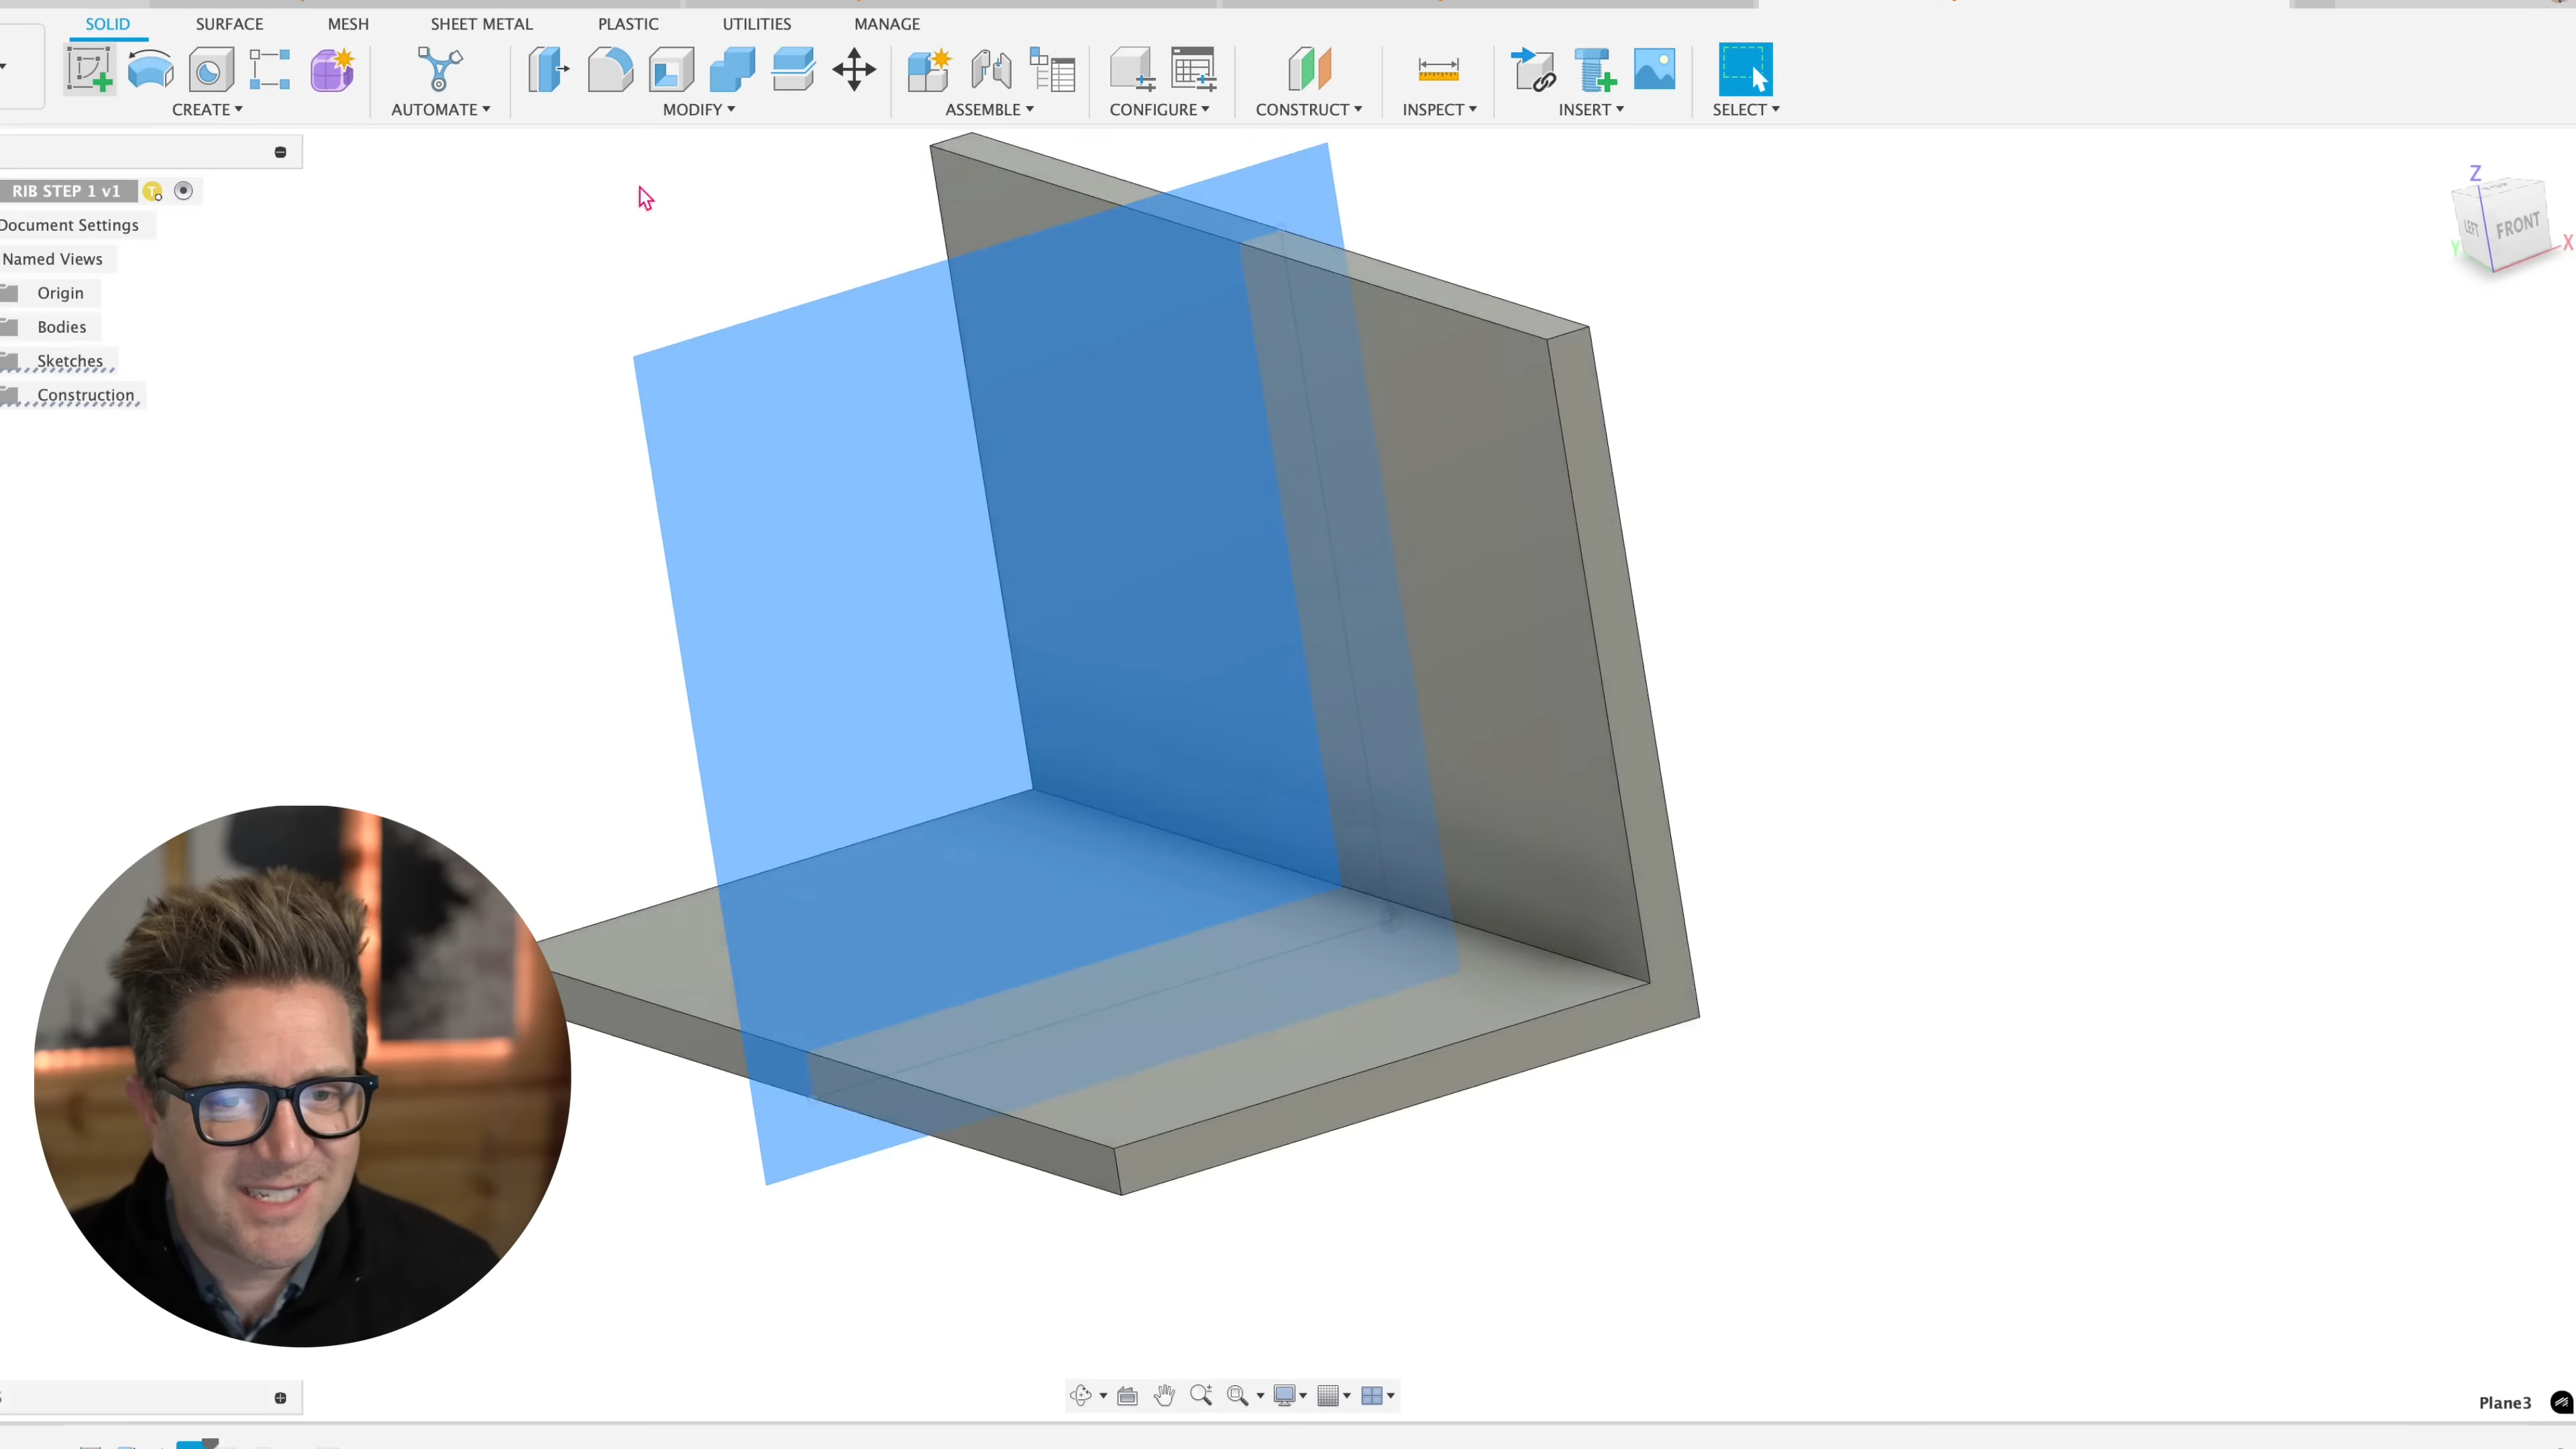 SOLID SURFACE MESH SHEET METAL PLASTIC UTILITIES MANAGE
CREATE AUTOMATE MODIFY ASSEMBLE CONFIGURE CONSTRUCT INSPECT INSERT SELECT
RIB STEP 1 v1
Document Settings
Named Views
Origin
Bodies
Sketches
Construction
Z
TOP
LEFT
FRONT
Y
X
Plane3